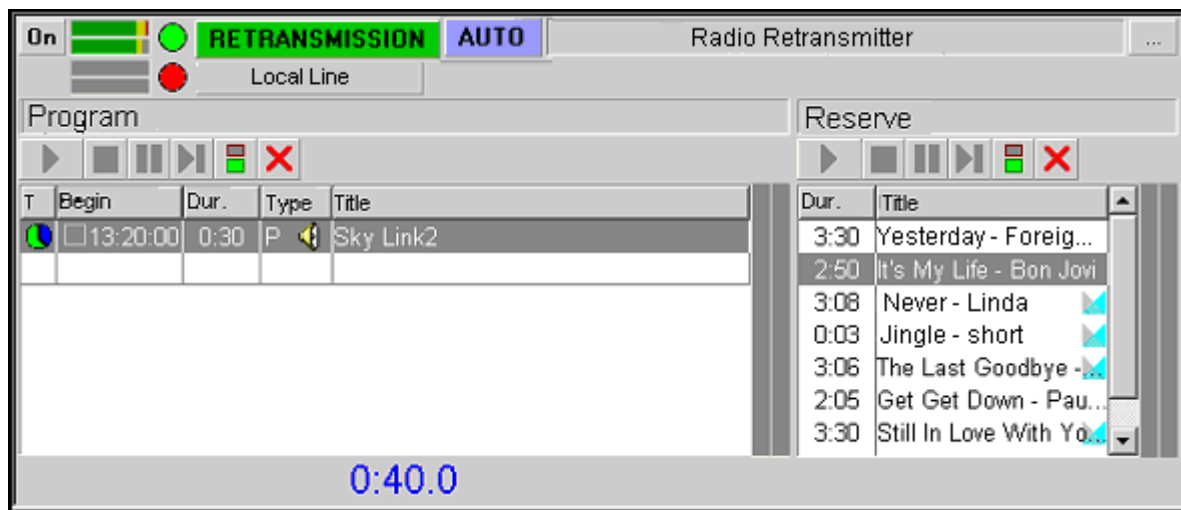 On RETRANSMISSION AUTO Radio Retransmitter ...
Local Line
Program
Reserve
T Begin Dur. Type Title
13:20:00 0:30 P Sky Link2
Dur. Title
3:30 Yesterday - Foreig...
2:50 It's My Life - Bon Jovi
3:08 Never - Linda
0:03 Jingle - short
3:06 The Last Goodbye -...
2:05 Get Get Down - Pau...
3:30 Still In Love With Yo...
0:40.0